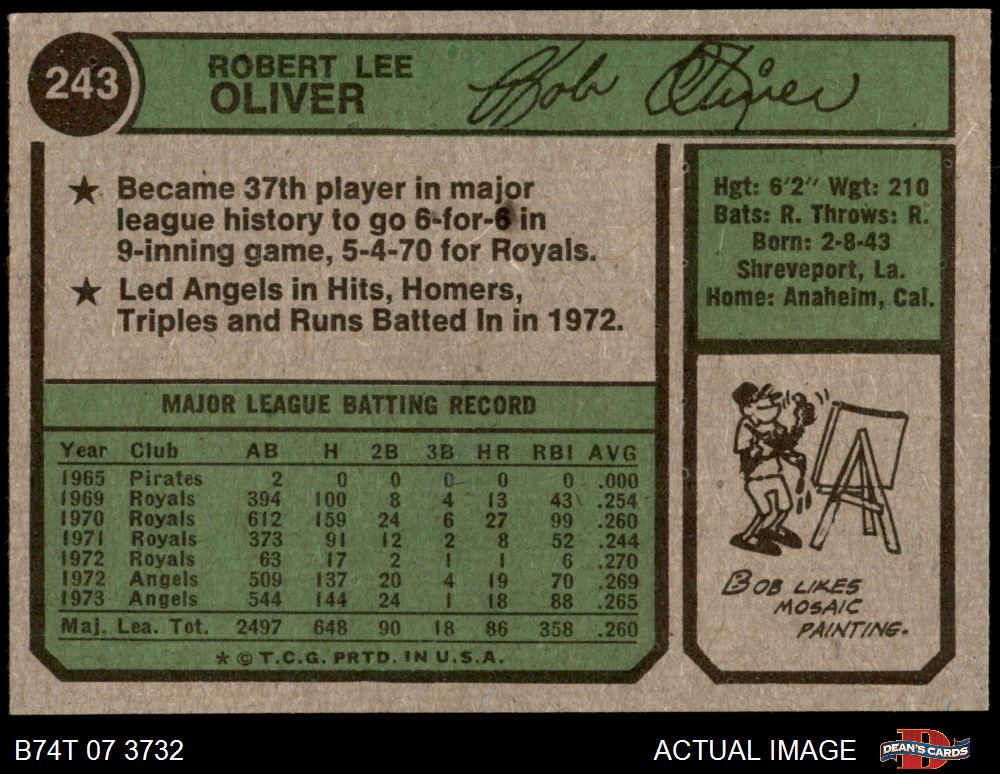 243
ROBERT LEE
OLIVER
Bob Oliver
★ Became 37th player in major
league history to go 6-for-6 in
9-inning game, 5-4-70 for Royals.
★ Led Angels in Hits, Homers,
Triples and Runs Batted In in 1972.
Hgt: 6'2" Wgt: 210
Bats: R. Throws: R.
Born: 2-8-43
Shreveport, La.
Home: Anaheim, Cal.
MAJOR LEAGUE BATTING RECORD
Year Club AB H 2B 3B HR RBI AVG
1965 Pirates 2 0 0 0 0 0 .000
1969 Royals 394 100 8 4 13 43 .254
1970 Royals 612 159 24 6 27 99 .260
1971 Royals 373 91 12 2 8 52 .244
1972 Royals 63 17 2 1 1 6 .270
1972 Angels 509 137 20 4 19 70 .269
1973 Angels 544 144 24 1 18 88 .265
Maj. Lea. Tot. 2497 648 90 18 86 358 .260
* © T.C.G. PRTD. IN U.S.A.
BOB LIKES
MOSAIC
PAINTING.
B74T 07 3732
ACTUAL IMAGE
DEAN'S CARDS